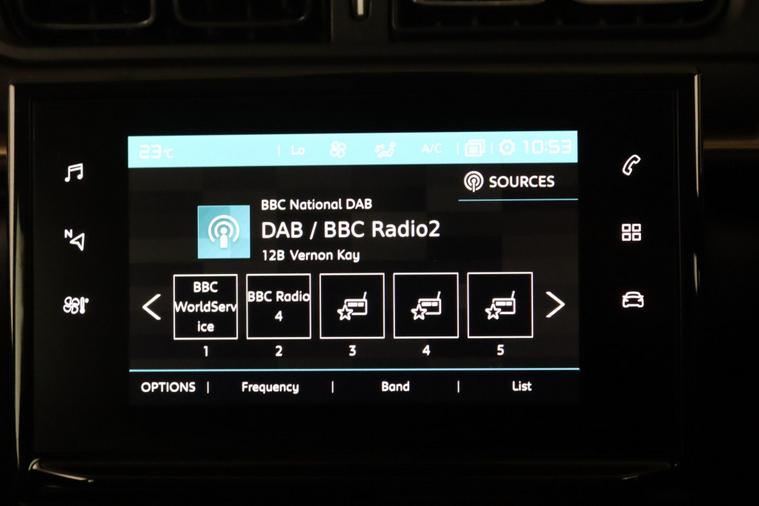 23°C | Lo A/C | | 10:53
SOURCES
BBC National DAB
DAB / BBC Radio2
12B Vernon Kay
BBC
WorldServ
ice
BBC Radio
4
1 2 3 4 5
N
OPTIONS | Frequency | Band | List